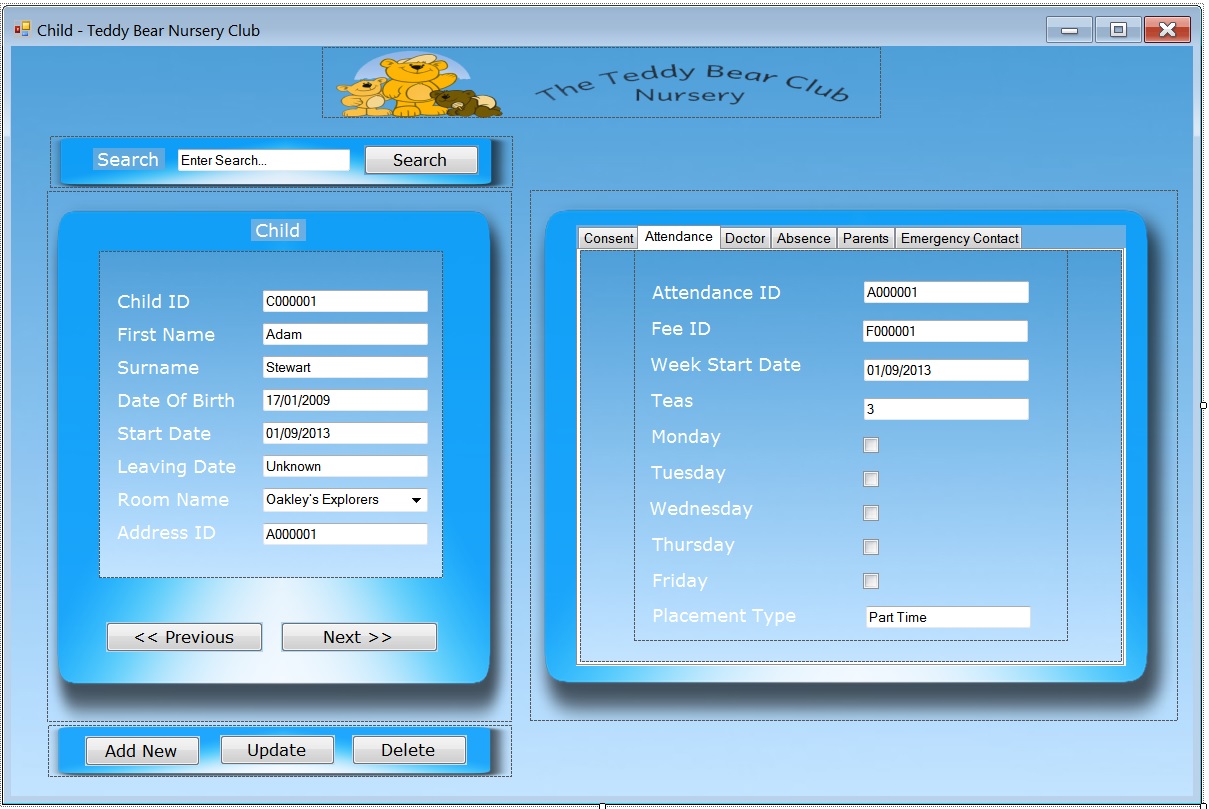 Child - Teddy Bear Nursery Club
The Teddy Bear Club
Nursery
Search Enter Search... Search
Child
Child ID C000001
First Name Adam
Surname Stewart
Date Of Birth 17/01/2009
Start Date 01/09/2013
Leaving Date Unknown
Room Name Oakley's Explorers
Address ID A000001
<< Previous Next >>
Add New Update Delete
Consent Attendance Doctor Absence Parents Emergency Contact
Attendance ID A000001
Fee ID F000001
Week Start Date 01/09/2013
Teas 3
Monday
Tuesday
Wednesday
Thursday
Friday
Placement Type Part Time